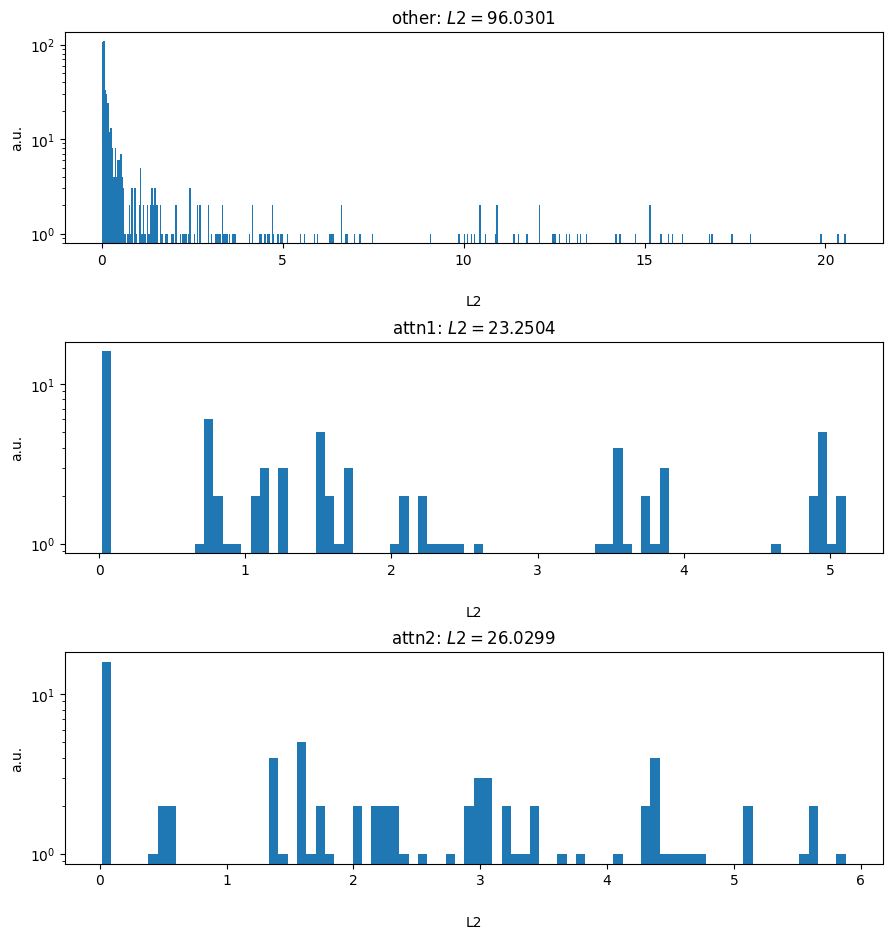 other: L2 = 96.0301
a.u.
10²
10¹
10⁰
0 5 10 15 20
L2
attn1: L2 = 23.2504
a.u.
10¹
10⁰
0 1 2 3 4 5
L2
attn2: L2 = 26.0299
a.u.
10¹
10⁰
0 1 2 3 4 5 6
L2